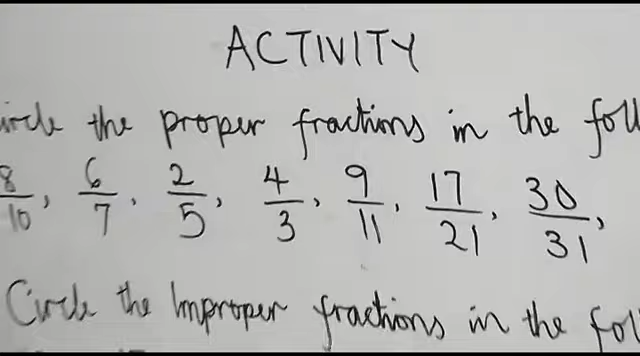 ACTIVITY
the proper fractions in the
8/10, 6/7, 2/5, 4/3, 9/11, 17/21, 30/31,
Circle the Improper fractions in the